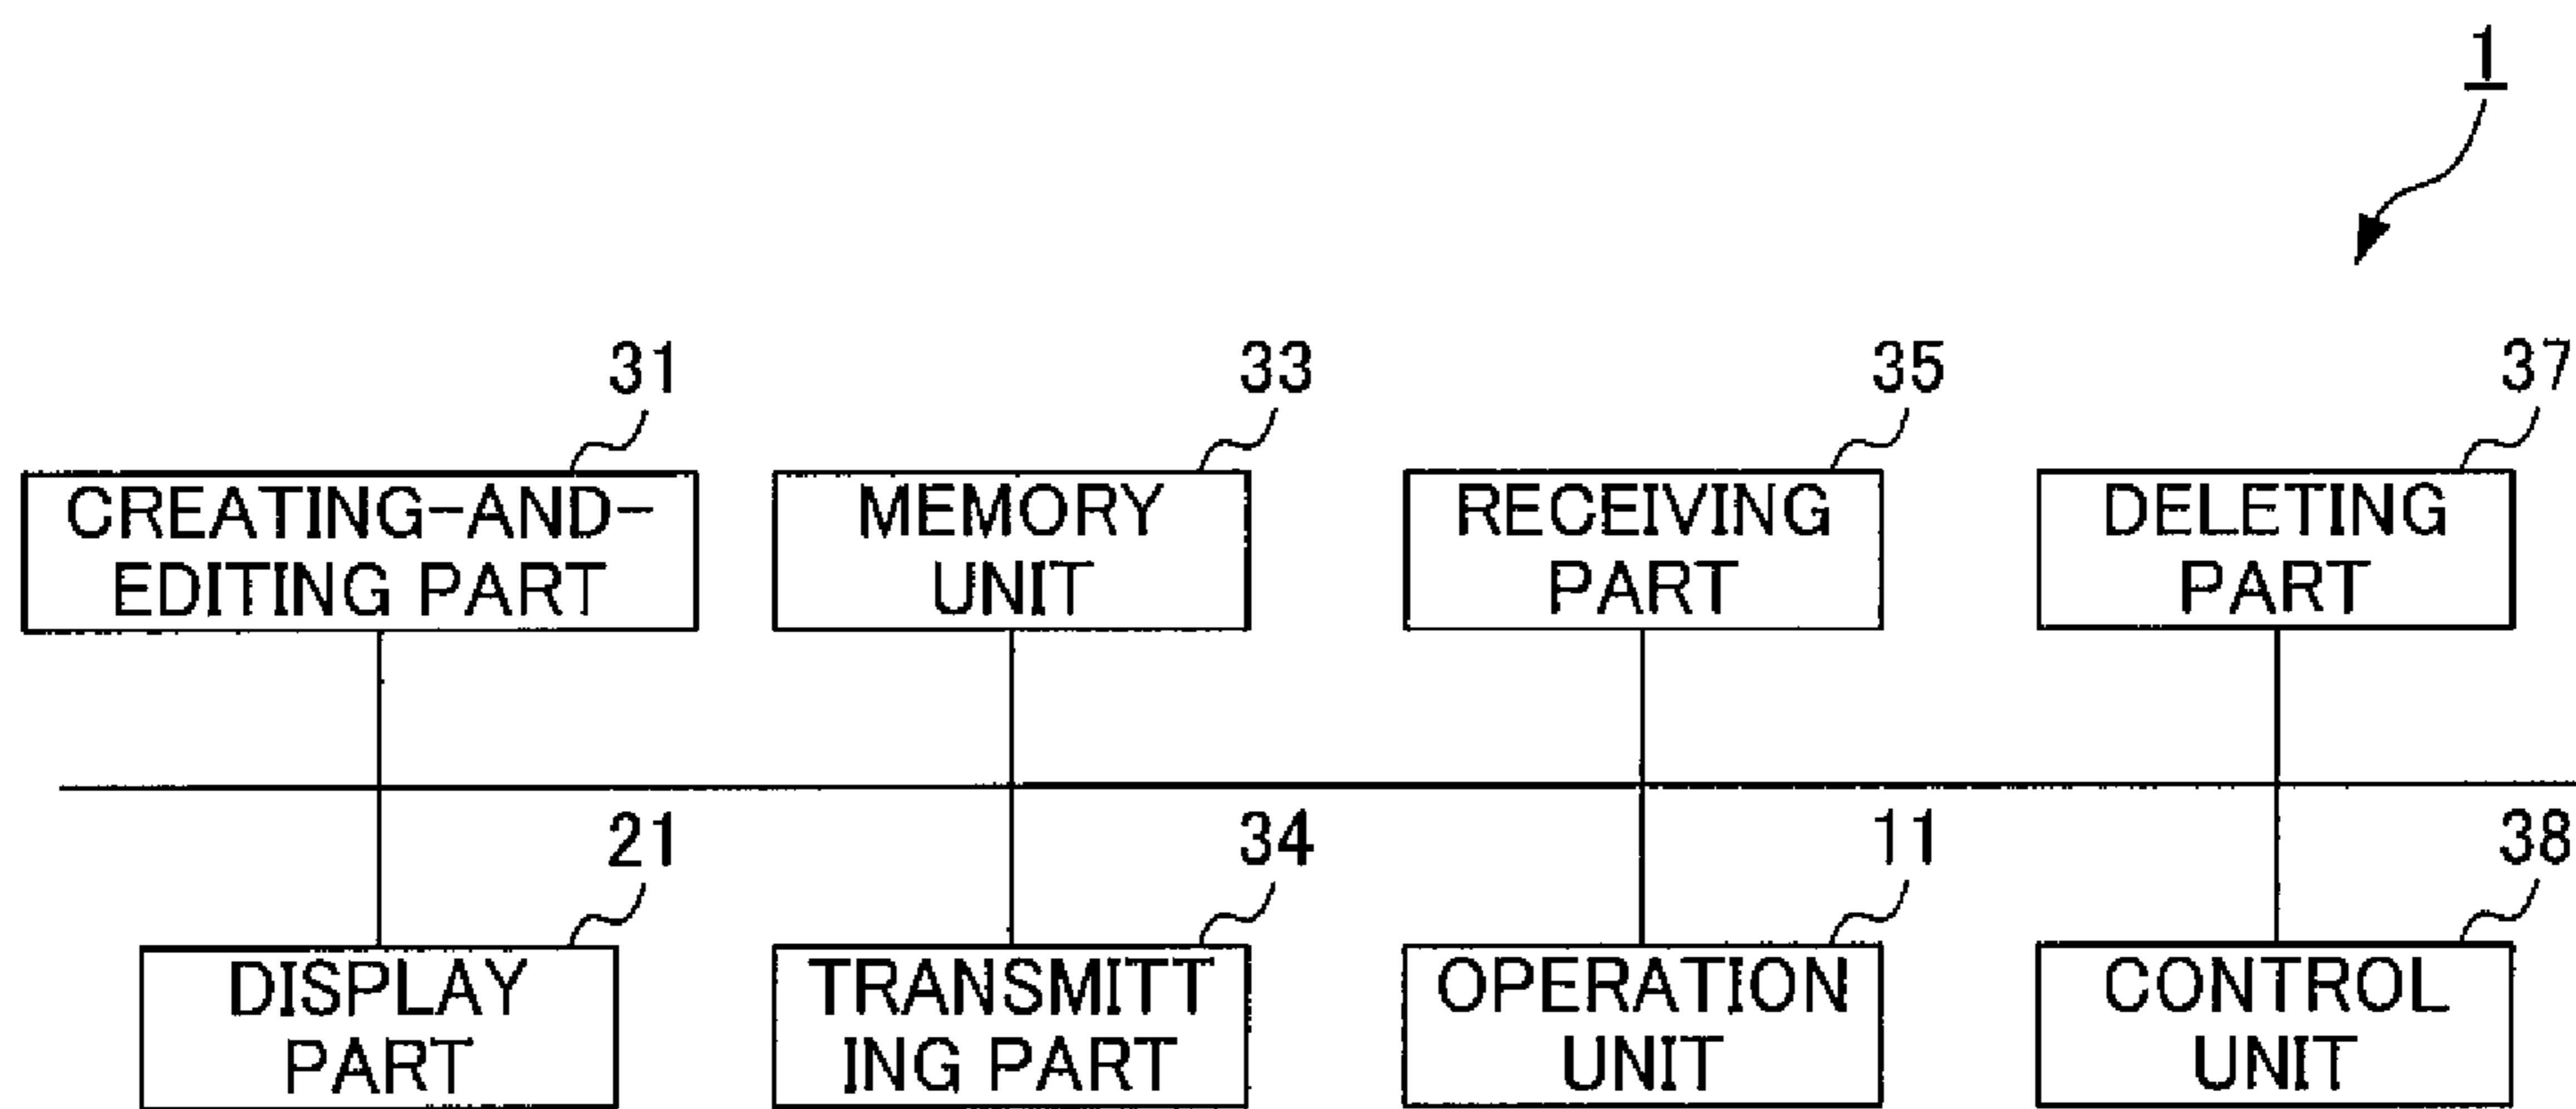 1
31
33
35
37
CREATING-AND-
EDITING PART
MEMORY
UNIT
RECEIVING
PART
DELETING
PART
21
34
11
38
DISPLAY
PART
TRANSMITT
ING PART
OPERATION
UNIT
CONTROL
UNIT